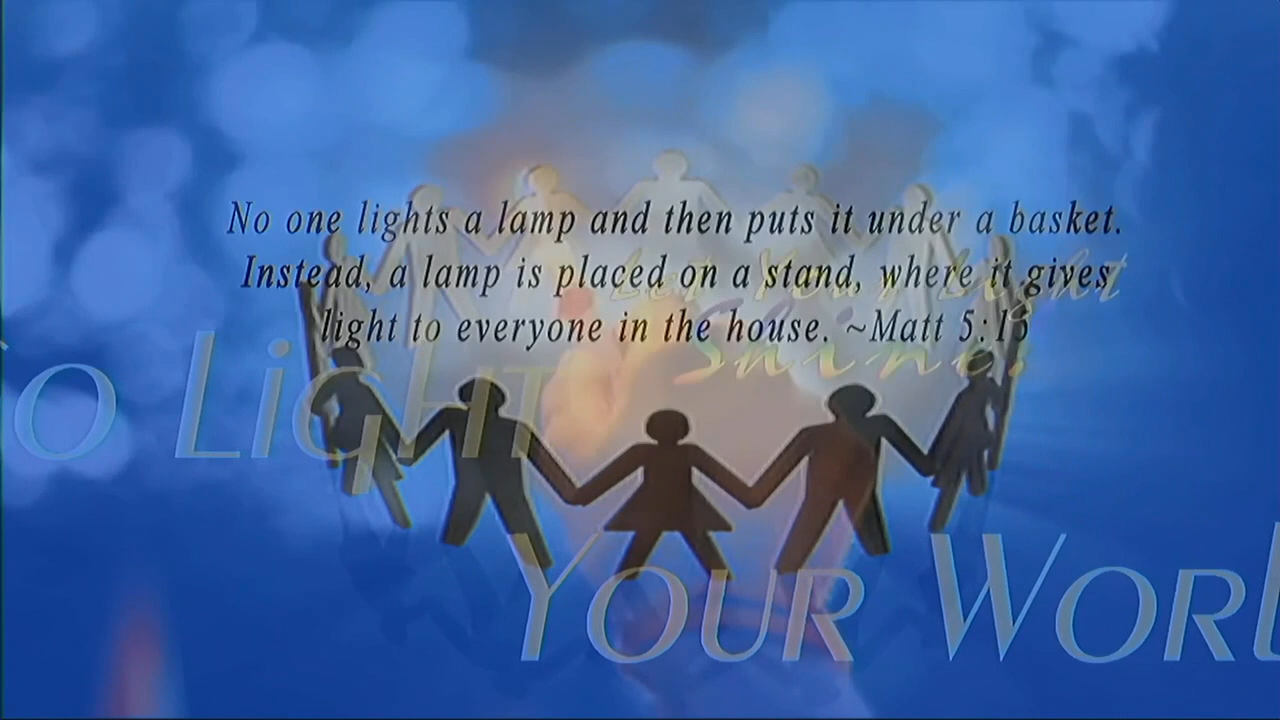 No one lights a lamp and then puts it under a basket.
Instead, a lamp is placed on a stand, where it gives
light to everyone in the house. ~Matt 5:15
Let Your Light
Shine!
o Light
Your Worl